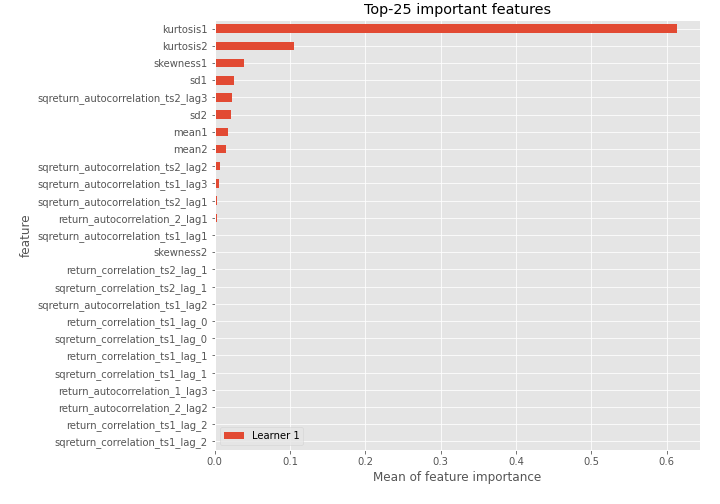 Top-25 important features
kurtosis1
kurtosis2
skewness1
sd1
sqreturn_autocorrelation_ts2_lag3
sd2
mean1
mean2
sqreturn_autocorrelation_ts2_lag2
sqreturn_autocorrelation_ts1_lag3
sqreturn_autocorrelation_ts2_lag1
return_autocorrelation_2_lag1
sqreturn_autocorrelation_ts1_lag1
skewness2
return_correlation_ts2_lag_1
sqreturn_correlation_ts2_lag_1
sqreturn_autocorrelation_ts1_lag2
return_correlation_ts1_lag_0
sqreturn_correlation_ts1_lag_0
return_correlation_ts1_lag_1
sqreturn_correlation_ts1_lag_1
return_autocorrelation_1_lag3
return_autocorrelation_2_lag2
return_correlation_ts1_lag_2
sqreturn_correlation_ts1_lag_2
feature
Learner 1
0.0 0.1 0.2 0.3 0.4 0.5 0.6
Mean of feature importance